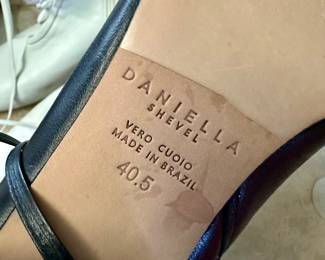 DANIELLA
SHEVEL
VERO CUOIO
MADE IN BRAZIL
40.5